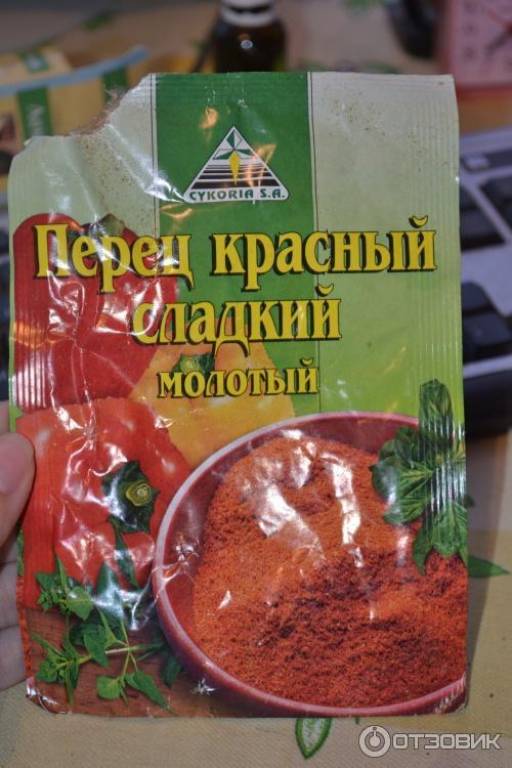 CYKORIA S.A.
Перец красный
сладкий
молотый
ОТЗОВИК